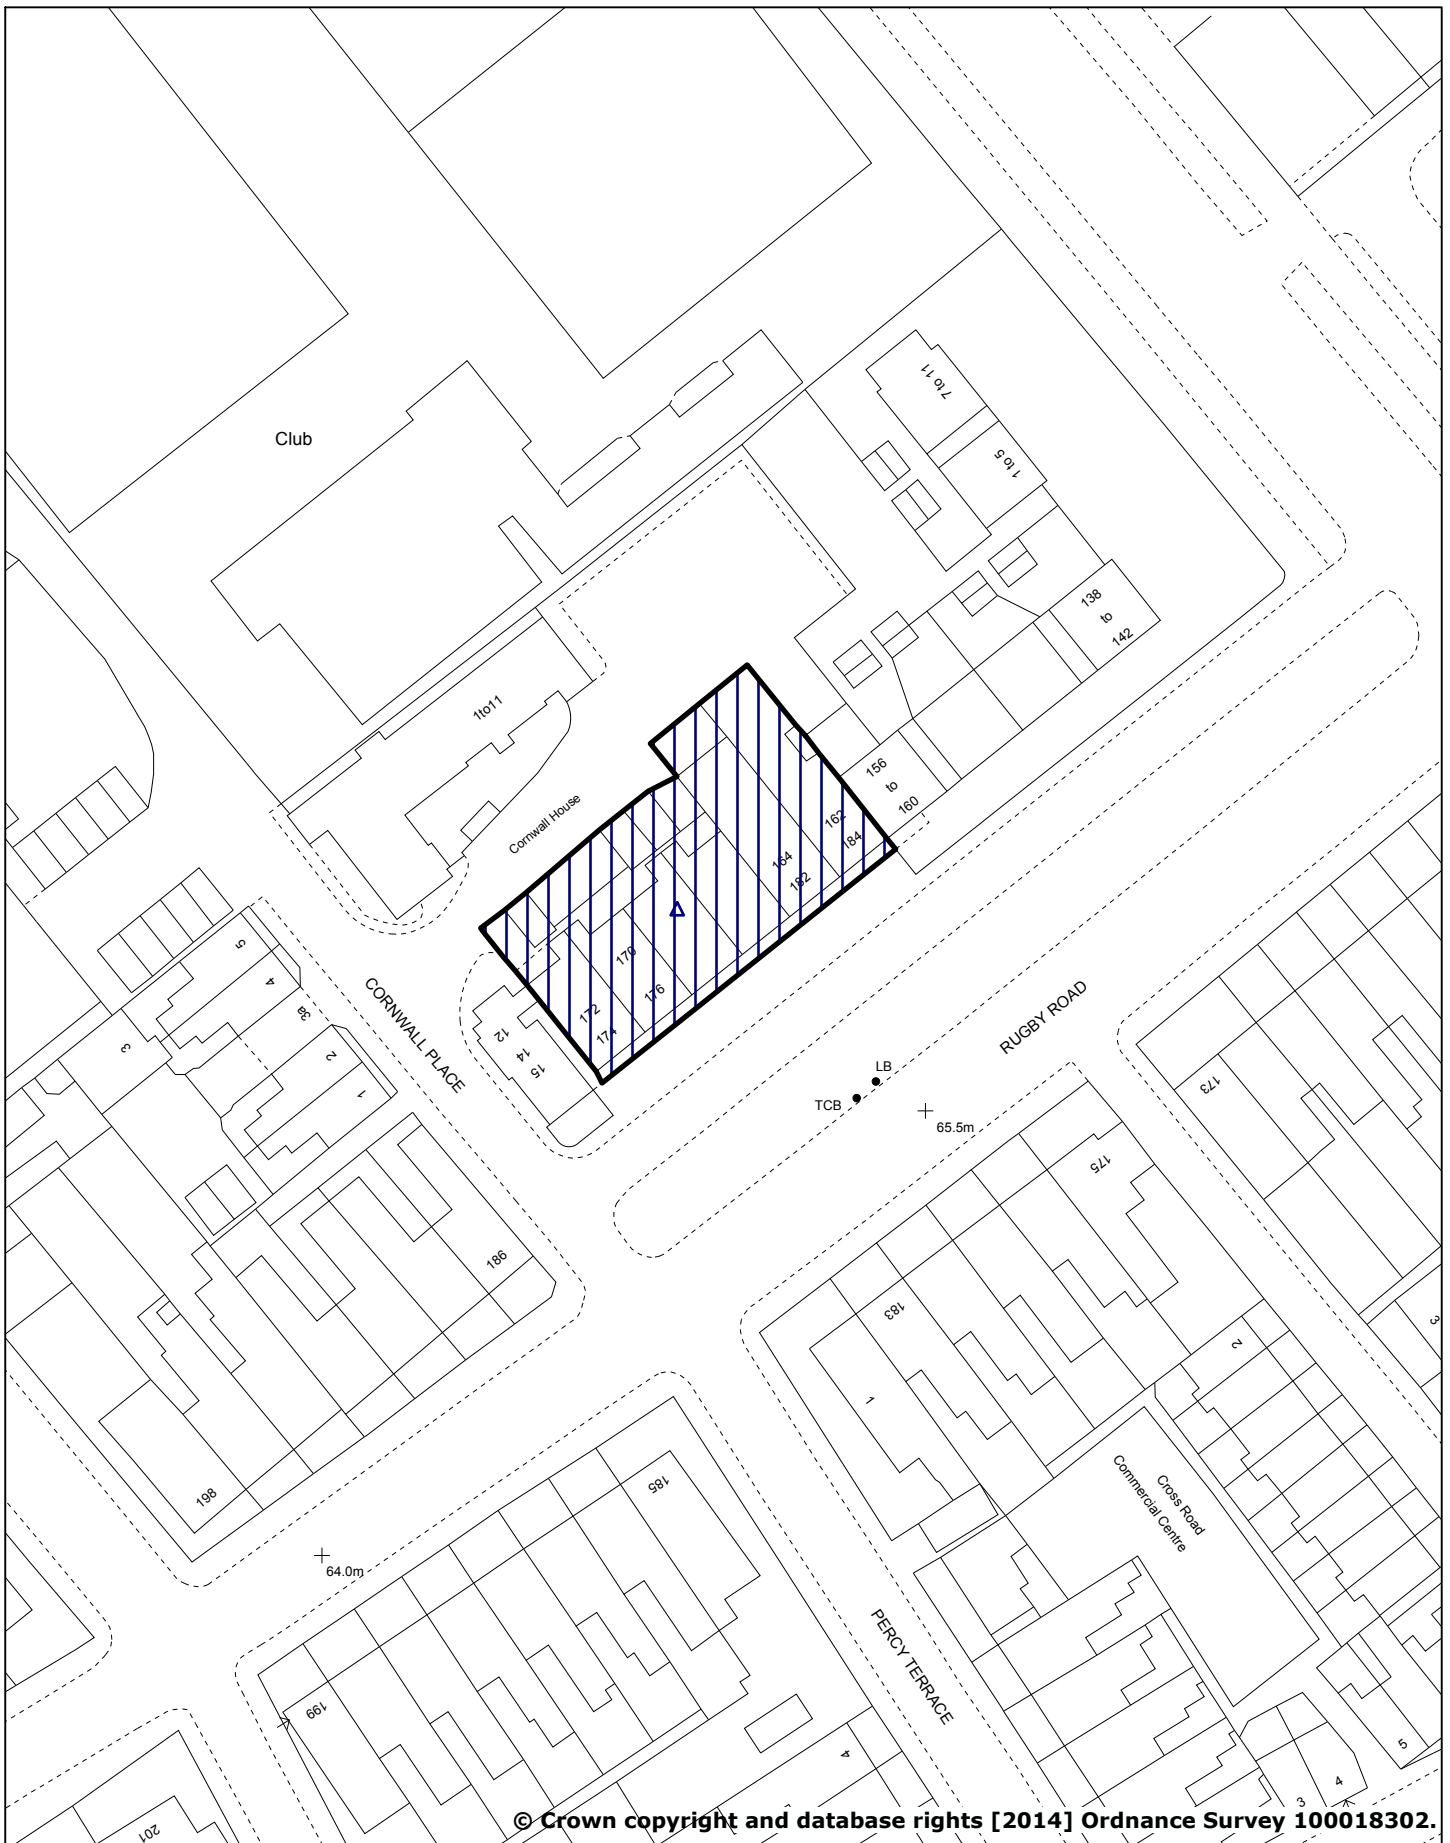 7 to 11
Club
1 to 5
138
to
142
1to11
156
to
160
Cornwall House
162
184
164
182
170
176
172
174
12
14
15
CORNWALL PLACE
RUGBY ROAD
LB
TCB
65.5m
5
4
3a
3
2
1
173
175
186
183
1
2
3
198
185
Cross Road
Commercial Centre
64.0m
PERCY TERRACE
199
201
4
5
4
3
© Crown copyright and database rights [2014] Ordnance Survey 100018302.